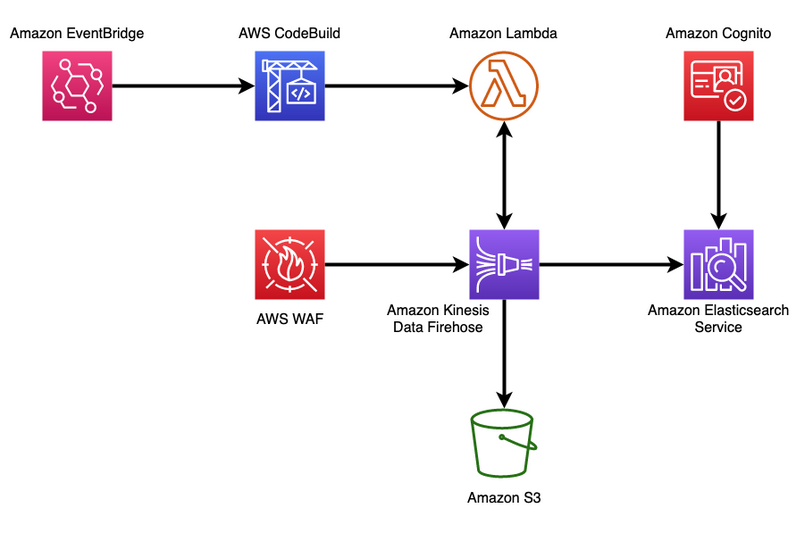 Amazon EventBridge
AWS CodeBuild
Amazon Lambda
Amazon Cognito
</>
AWS WAF
Amazon Kinesis
Data Firehose
Amazon Elasticsearch
Service
Amazon S3